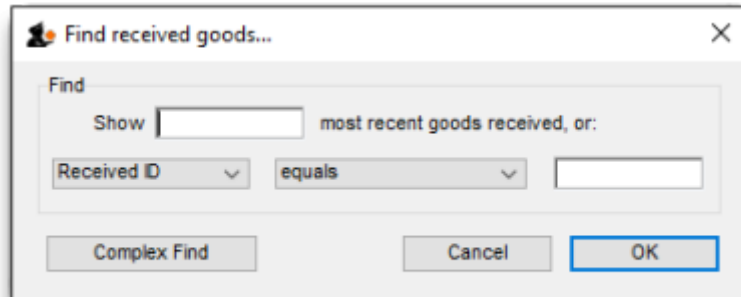 Find received goods...
Find
Show most recent goods received, or:
Received ID equals
Complex Find Cancel OK